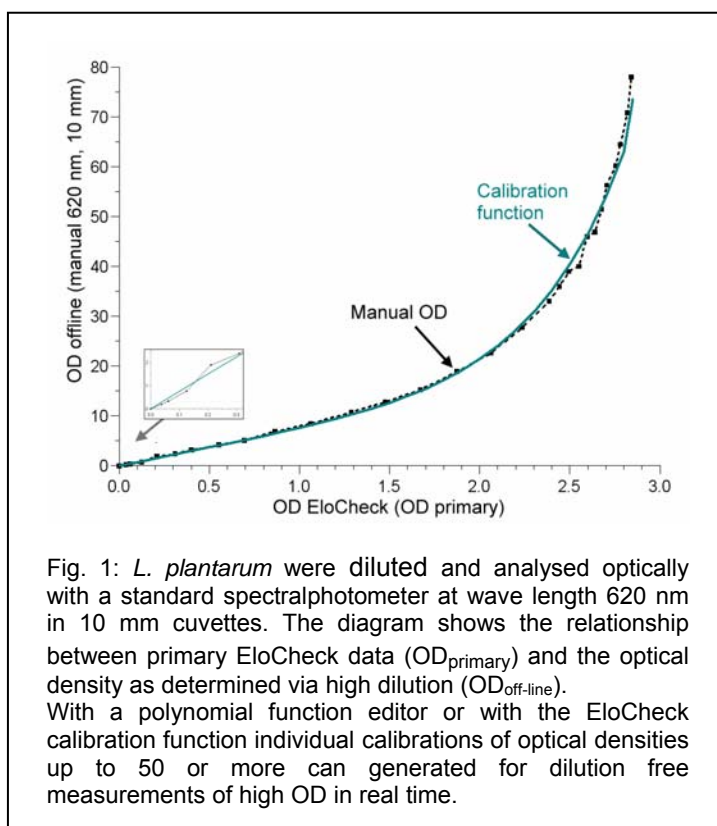 80
70
60
50
40
30
20
10
0
OD offline (manual 620 nm, 10 mm)
Calibration
function
Manual OD
0.0 0.5 1.0 1.5 2.0 2.5 3.0
OD EloCheck (OD primary)
Fig. 1: L. plantarum were diluted and analysed optically
with a standard spectralphotometer at wave length 620 nm
in 10 mm cuvettes. The diagram shows the relationship
between primary EloCheck data (ODprimary) and the optical
density as determined via high dilution (ODoff-line).
With a polynomial function editor or with the EloCheck
calibration function individual calibrations of optical densities
up to 50 or more can generated for dilution free
measurements of high OD in real time.